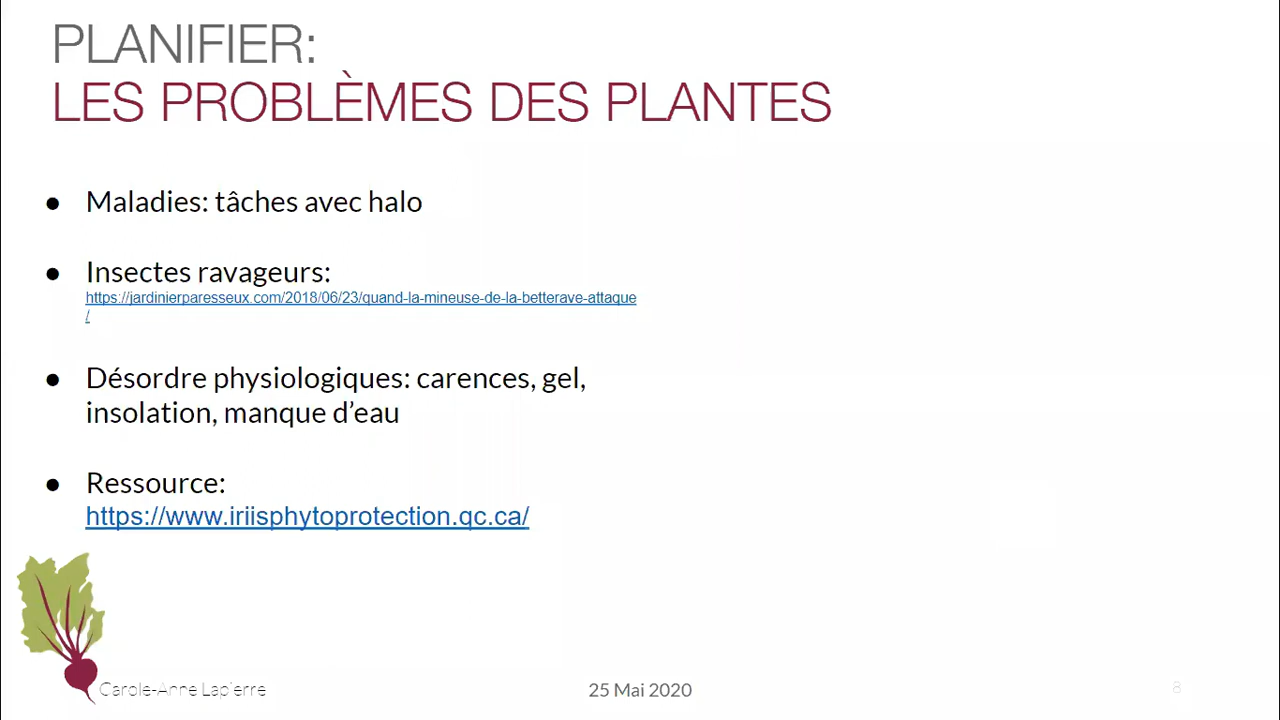 PLANIFIER:
LES PROBLÈMES DES PLANTES
● Maladies: tâches avec halo
● Insectes ravageurs:
https://jardinierparesseux.com/2018/06/23/quand-la-mineuse-de-la-betterave-attaque
/
● Désordre physiologiques: carences, gel,
insolation, manque d’eau
● Ressource:
https://www.iriisphytoprotection.qc.ca/
Carole-Anne Lapierre
25 Mai 2020
8